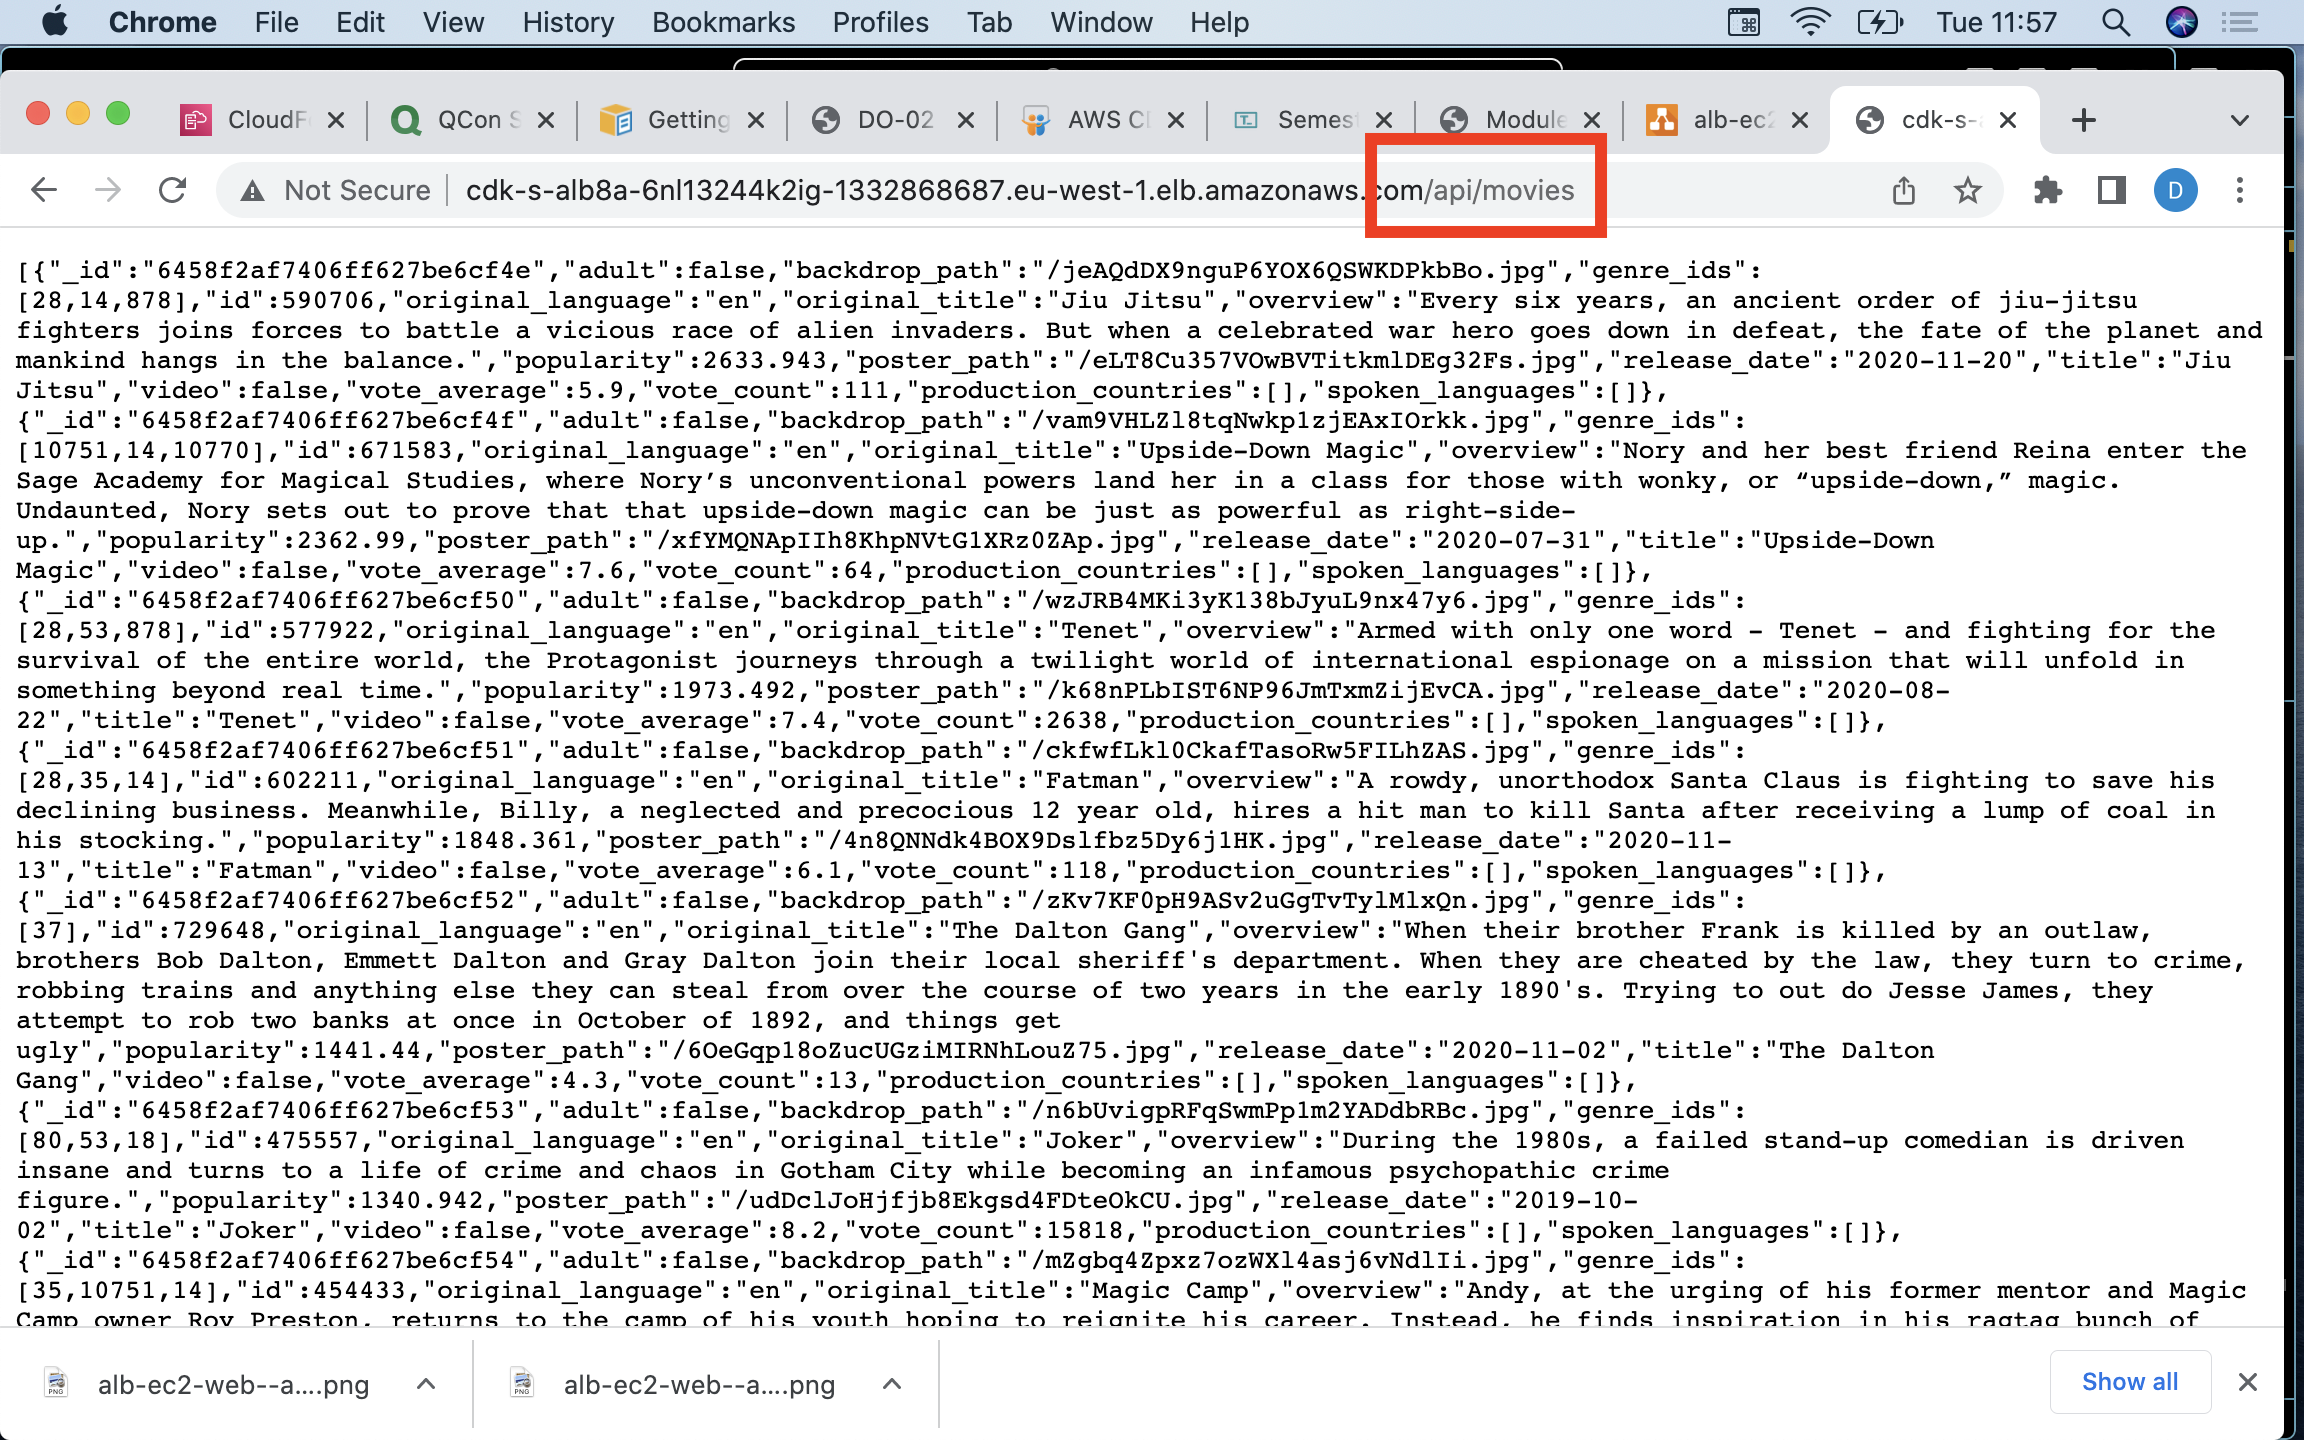 Chrome File Edit View History Bookmarks Profiles Tab Window Help Tue 11:57
CloudF QCon S Getting DO-02 AWS C Semes Module alb-ec2 cdk-s-a
Not Secure cdk-s-alb8a-6nl13244k2ig-1332868687.eu-west-1.elb.amazonaws.com/api/movies D
[{"_id":"6458f2af7406ff627be6cf4e","adult":false,"backdrop_path":"/jeAQdDX9nguP6YOX6QSWKDPkbBo.jpg","genre_ids":
[28,14,878],"id":590706,"original_language":"en","original_title":"Jiu Jitsu","overview":"Every six years, an ancient order of jiu-jitsu
fighters joins forces to battle a vicious race of alien invaders. But when a celebrated war hero goes down in defeat, the fate of the planet and
mankind hangs in the balance.","popularity":2633.943,"poster_path":"/eLT8Cu357VOwBVTitkmlDEg32Fs.jpg","release_date":"2020-11-20","title":"Jiu
Jitsu","video":false,"vote_average":5.9,"vote_count":111,"production_countries":[],"spoken_languages":[]},
{"_id":"6458f2af7406ff627be6cf4f","adult":false,"backdrop_path":"/vam9VHLZl8tqNwkp1zjEAxIOrkk.jpg","genre_ids":
[10751,14,10770],"id":671583,"original_language":"en","original_title":"Upside-Down Magic","overview":"Nory and her best friend Reina enter the
Sage Academy for Magical Studies, where Nory’s unconventional powers land her in a class for those with wonky, or “upside-down,” magic.
Undaunted, Nory sets out to prove that that upside-down magic can be just as powerful as right-side-
up.","popularity":2362.99,"poster_path":"/xfYMQNApIIh8KhpNVtG1XRz0ZAp.jpg","release_date":"2020-07-31","title":"Upside-Down
Magic","video":false,"vote_average":7.6,"vote_count":64,"production_countries":[],"spoken_languages":[]},
{"_id":"6458f2af7406ff627be6cf50","adult":false,"backdrop_path":"/wzJRB4MKi3yK138bJyuL9nx47y6.jpg","genre_ids":
[28,53,878],"id":577922,"original_language":"en","original_title":"Tenet","overview":"Armed with only one word - Tenet - and fighting for the
survival of the entire world, the Protagonist journeys through a twilight world of international espionage on a mission that will unfold in
something beyond real time.","popularity":1973.492,"poster_path":"/k68nPLbIST6NP96JmTxmZijEvCA.jpg","release_date":"2020-08-
22","title":"Tenet","video":false,"vote_average":7.4,"vote_count":2638,"production_countries":[],"spoken_languages":[]},
{"_id":"6458f2af7406ff627be6cf51","adult":false,"backdrop_path":"/ckfwfLkl0CkafTasoRw5FILhZAS.jpg","genre_ids":
[28,35,14],"id":602211,"original_language":"en","original_title":"Fatman","overview":"A rowdy, unorthodox Santa Claus is fighting to save his
declining business. Meanwhile, Billy, a neglected and precocious 12 year old, hires a hit man to kill Santa after receiving a lump of coal in
his stocking.","popularity":1848.361,"poster_path":"/4n8QNNdk4BOX9Dslfbz5Dy6j1HK.jpg","release_date":"2020-11-
13","title":"Fatman","video":false,"vote_average":6.1,"vote_count":118,"production_countries":[],"spoken_languages":[]},
{"_id":"6458f2af7406ff627be6cf52","adult":false,"backdrop_path":"/zKv7KF0pH9ASv2uGgTvTylMlxQn.jpg","genre_ids":
[37],"id":729648,"original_language":"en","original_title":"The Dalton Gang","overview":"When their brother Frank is killed by an outlaw,
brothers Bob Dalton, Emmett Dalton and Gray Dalton join their local sheriff's department. When they are cheated by the law, they turn to crime,
robbing trains and anything else they can steal from over the course of two years in the early 1890's. Trying to out do Jesse James, they
attempt to rob two banks at once in October of 1892, and things get
ugly","popularity":1441.44,"poster_path":"/6OeGqp18oZucUGziMIRNhLouZ75.jpg","release_date":"2020-11-02","title":"The Dalton
Gang","video":false,"vote_average":4.3,"vote_count":13,"production_countries":[],"spoken_languages":[]},
{"_id":"6458f2af7406ff627be6cf53","adult":false,"backdrop_path":"/n6bUvigpRFqSwmPp1m2YADdbRBc.jpg","genre_ids":
[80,53,18],"id":475557,"original_language":"en","original_title":"Joker","overview":"During the 1980s, a failed stand-up comedian is driven
insane and turns to a life of crime and chaos in Gotham City while becoming an infamous psychopathic crime
figure.","popularity":1340.942,"poster_path":"/udDclJoHjfjb8Ekgsd4FDteOkCU.jpg","release_date":"2019-10-
02","title":"Joker","video":false,"vote_average":8.2,"vote_count":15818,"production_countries":[],"spoken_languages":[]},
{"_id":"6458f2af7406ff627be6cf54","adult":false,"backdrop_path":"/mZgbq4Zpxz7ozWXl4asj6vNdlIi.jpg","genre_ids":
[35,10751,14],"id":454433,"original_language":"en","original_title":"Magic Camp","overview":"Andy, at the urging of his former mentor and Magic
Camp owner Roy Preston, returns to the camp of his youth hoping to reignite his career. Instead, he finds inspiration in his ragtag bunch of
alb-ec2-web--a....png alb-ec2-web--a....png Show all